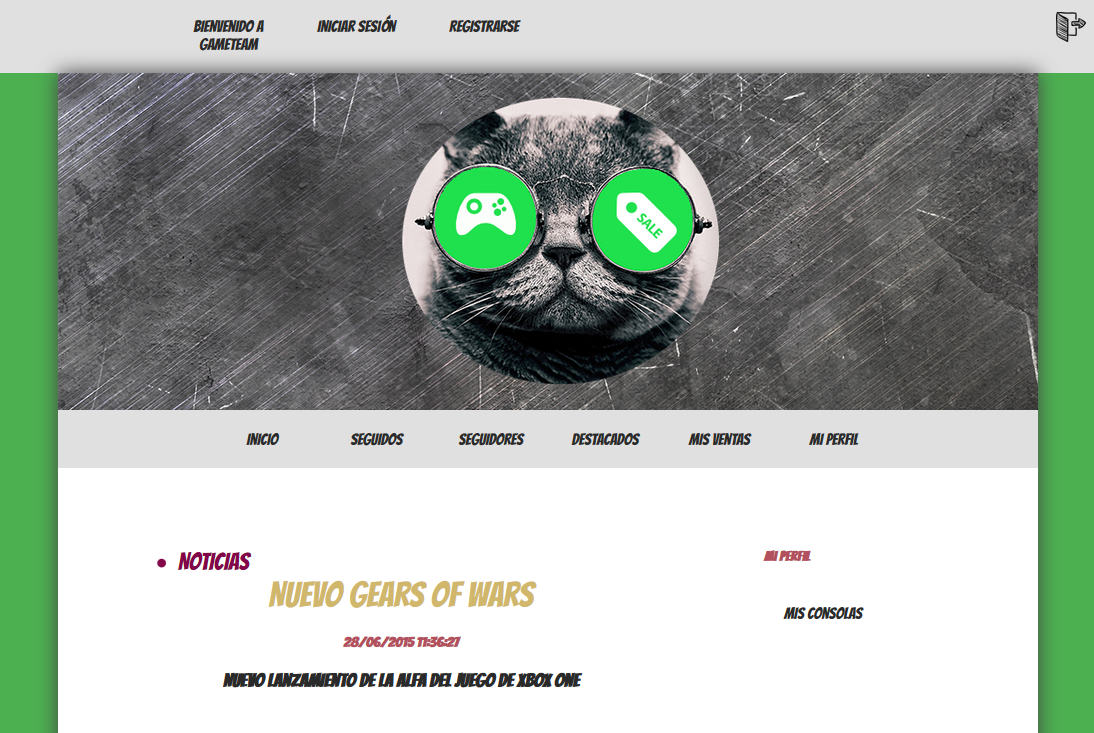 BIENVENIDO A
GAMETEAM
INICIAR SESIÓN
REGISTRARSE
SALE
INICIO
SEGUIDOS
SEGUIDORES
DESTACADOS
MIS VENTAS
MI PERFIL
NOTICIAS
NUEVO GEARS OF WARS
28/06/2015 11:36:27
NUEVO LANZAMIENTO DE LA ALFA DEL JUEGO DE XBOX ONE
MI PERFIL
MIS CONSOLAS